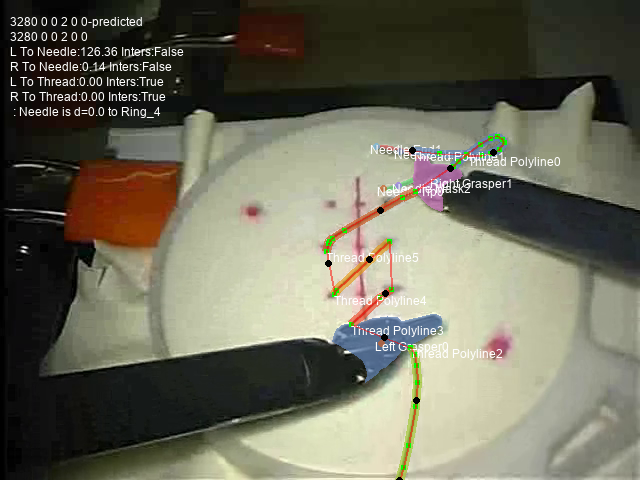 3280 0 0 2 0 0-predicted
3280 0 0 2 0 0
L To Needle:126.36 Inters:False
R To Needle:0.14 Inters:False
L To Thread:0.00 Inters:True
R To Thread:0.00 Inters:True
: Needle is d=0.0 to Ring_4
Thread Polyline1
Thread Polyline0
Right Grasper1
Thread Polyline5
Thread Polyline4
Thread Polyline3
Left Grasper0
Thread Polyline2